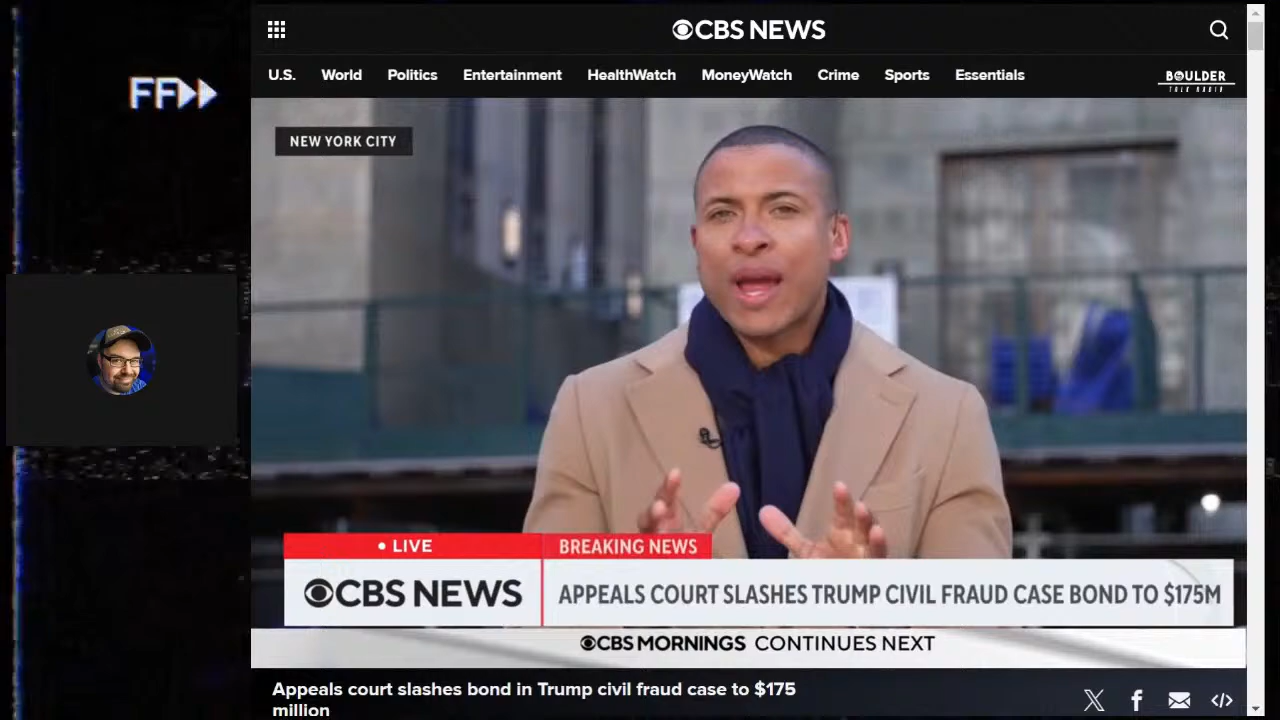 CBS NEWS
U.S. World Politics Entertainment HealthWatch MoneyWatch Crime Sports Essentials
BOULDER
TALK RADIO
FF
NEW YORK CITY
LIVE BREAKING NEWS
CBS NEWS APPEALS COURT SLASHES TRUMP CIVIL FRAUD CASE BOND TO $175M
CBS MORNINGS CONTINUES NEXT
Appeals court slashes bond in Trump civil fraud case to $175
million